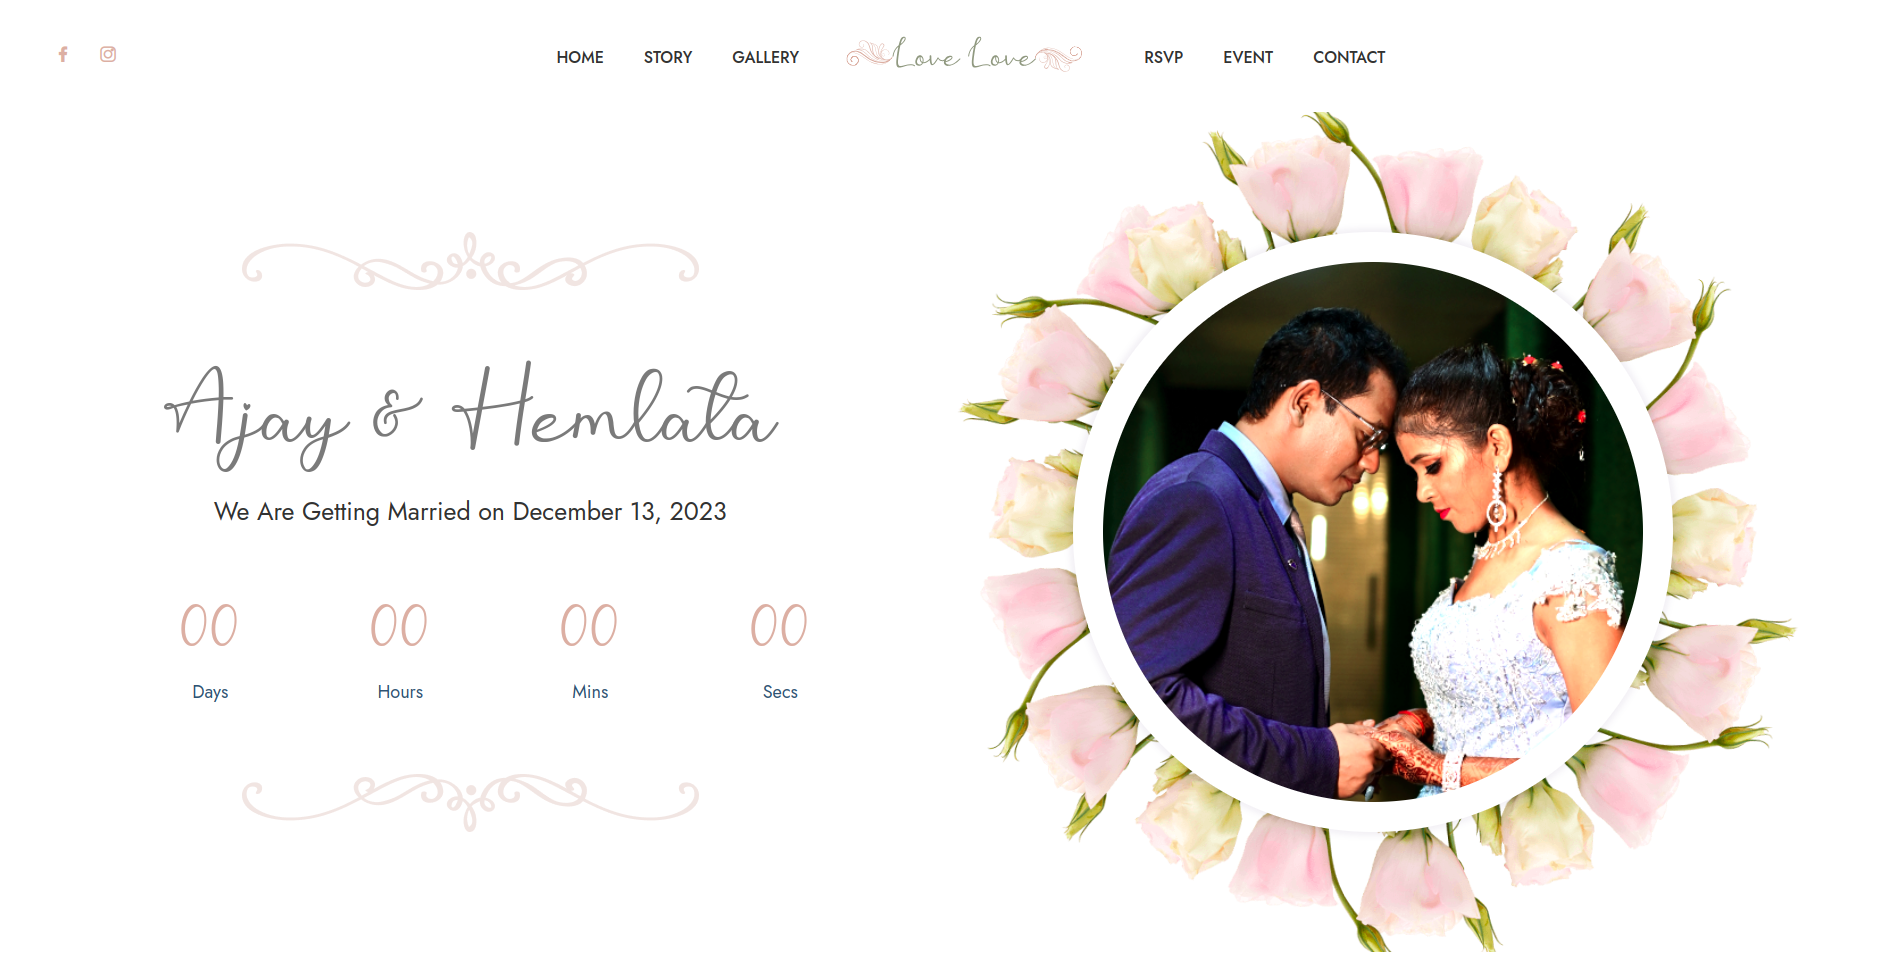 HOME STORY GALLERY Love Love RSVP EVENT CONTACT
Ajay & Hemlata
We Are Getting Married on December 13, 2023
00 00 00 00
Days Hours Mins Secs